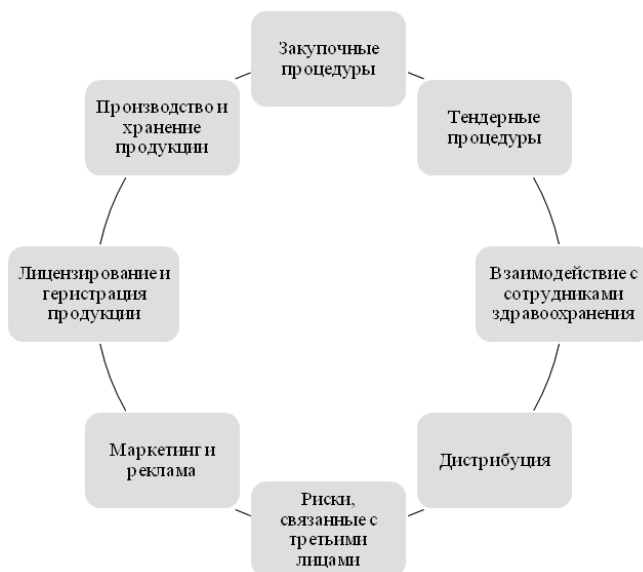 Закупочные
процедуры
Тендерные
процедуры
Взаимодействие с
сотрудниками
здравоохранения
Дистрибуция
Риски,
связанные с
третьими
лицами
Маркетинг и
реклама
Лицензирование и
геристрация
продукции
Производство и
хранение
продукции